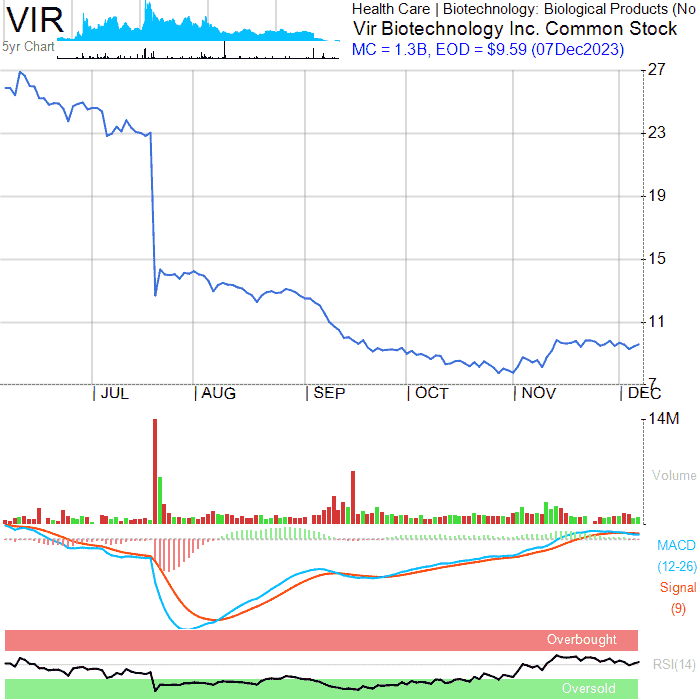 VIR
5yr Chart
Health Care | Biotechnology: Biological Products (No
Vir Biotechnology Inc. Common Stock
MC = 1.3B, EOD = $9.59 (07Dec2023)
27
23
19
15
11
7
JUL AUG SEP OCT NOV DEC
14M
Volume
MACD
(12-26)
Signal
(9)
Overbought
RSI(14)
Oversold